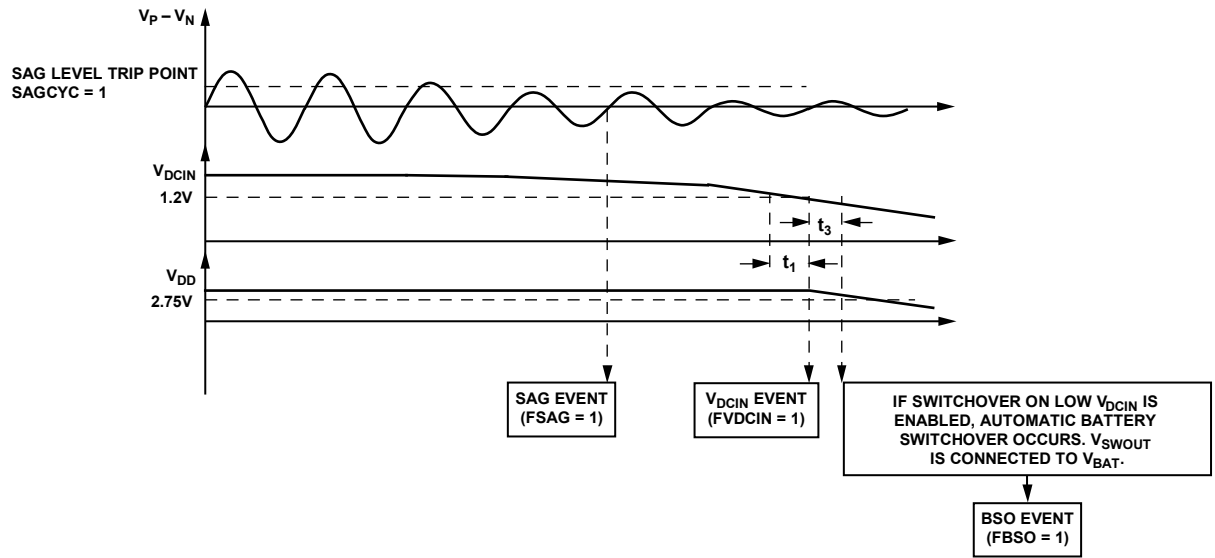 VP – VN
SAG LEVEL TRIP POINT
SAGCYC = 1
VDCIN
1.2V
t3
t1
VDD
2.75V
SAG EVENT
(FSAG = 1)
VDCIN EVENT
(FVDCIN = 1)
IF SWITCHOVER ON LOW VDCIN IS
ENABLED, AUTOMATIC BATTERY
SWITCHOVER OCCURS. VSWOUT
IS CONNECTED TO VBAT.
BSO EVENT
(FBSO = 1)